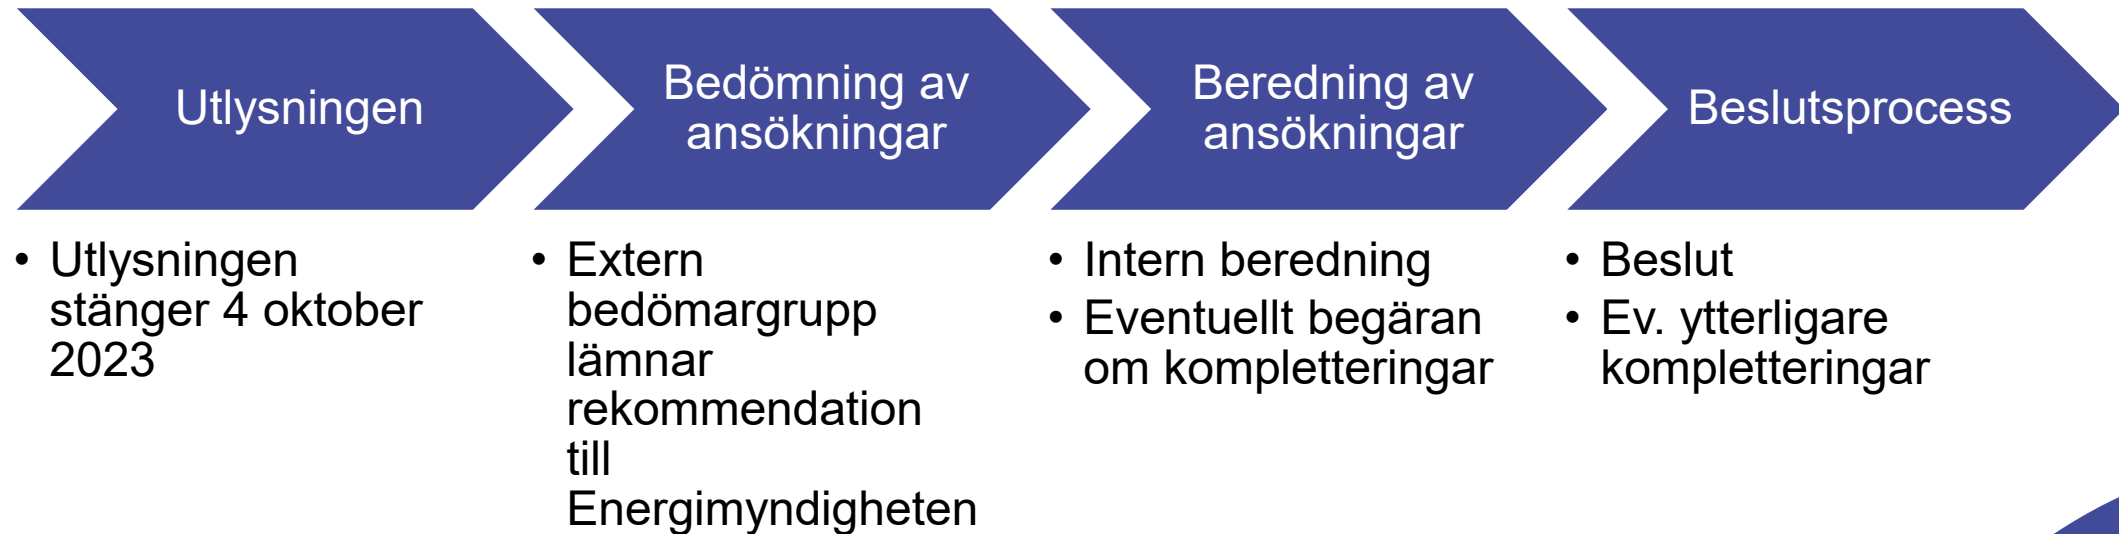 Utlysningen
Bedömning av
ansökningar
Beredning av
ansökningar
Beslutsprocess
• Utlysningen
stänger 4 oktober
2023
• Extern
bedömargrupp
lämnar
rekommendation
till
Energimyndigheten
• Intern beredning
• Eventuellt begäran
om kompletteringar
• Beslut
• Ev. ytterligare
kompletteringar